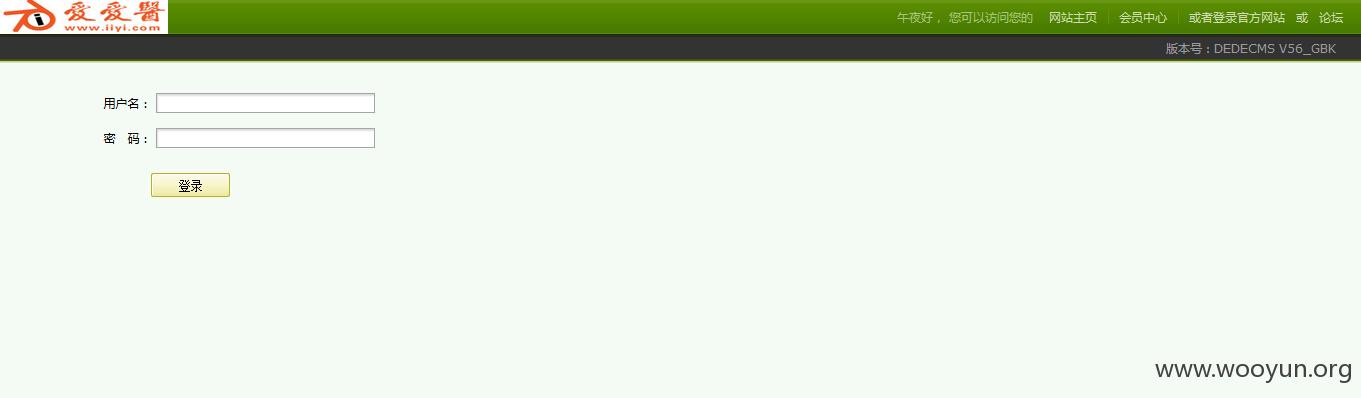 爱爱醫
www.iiyi.com
午夜好， 您可以访问您的 网站主页 会员中心 或者登录官方网站 或 论坛
版本号：DEDECMS V56_GBK
用户名：
密 码：
登录
www.wooyun.org